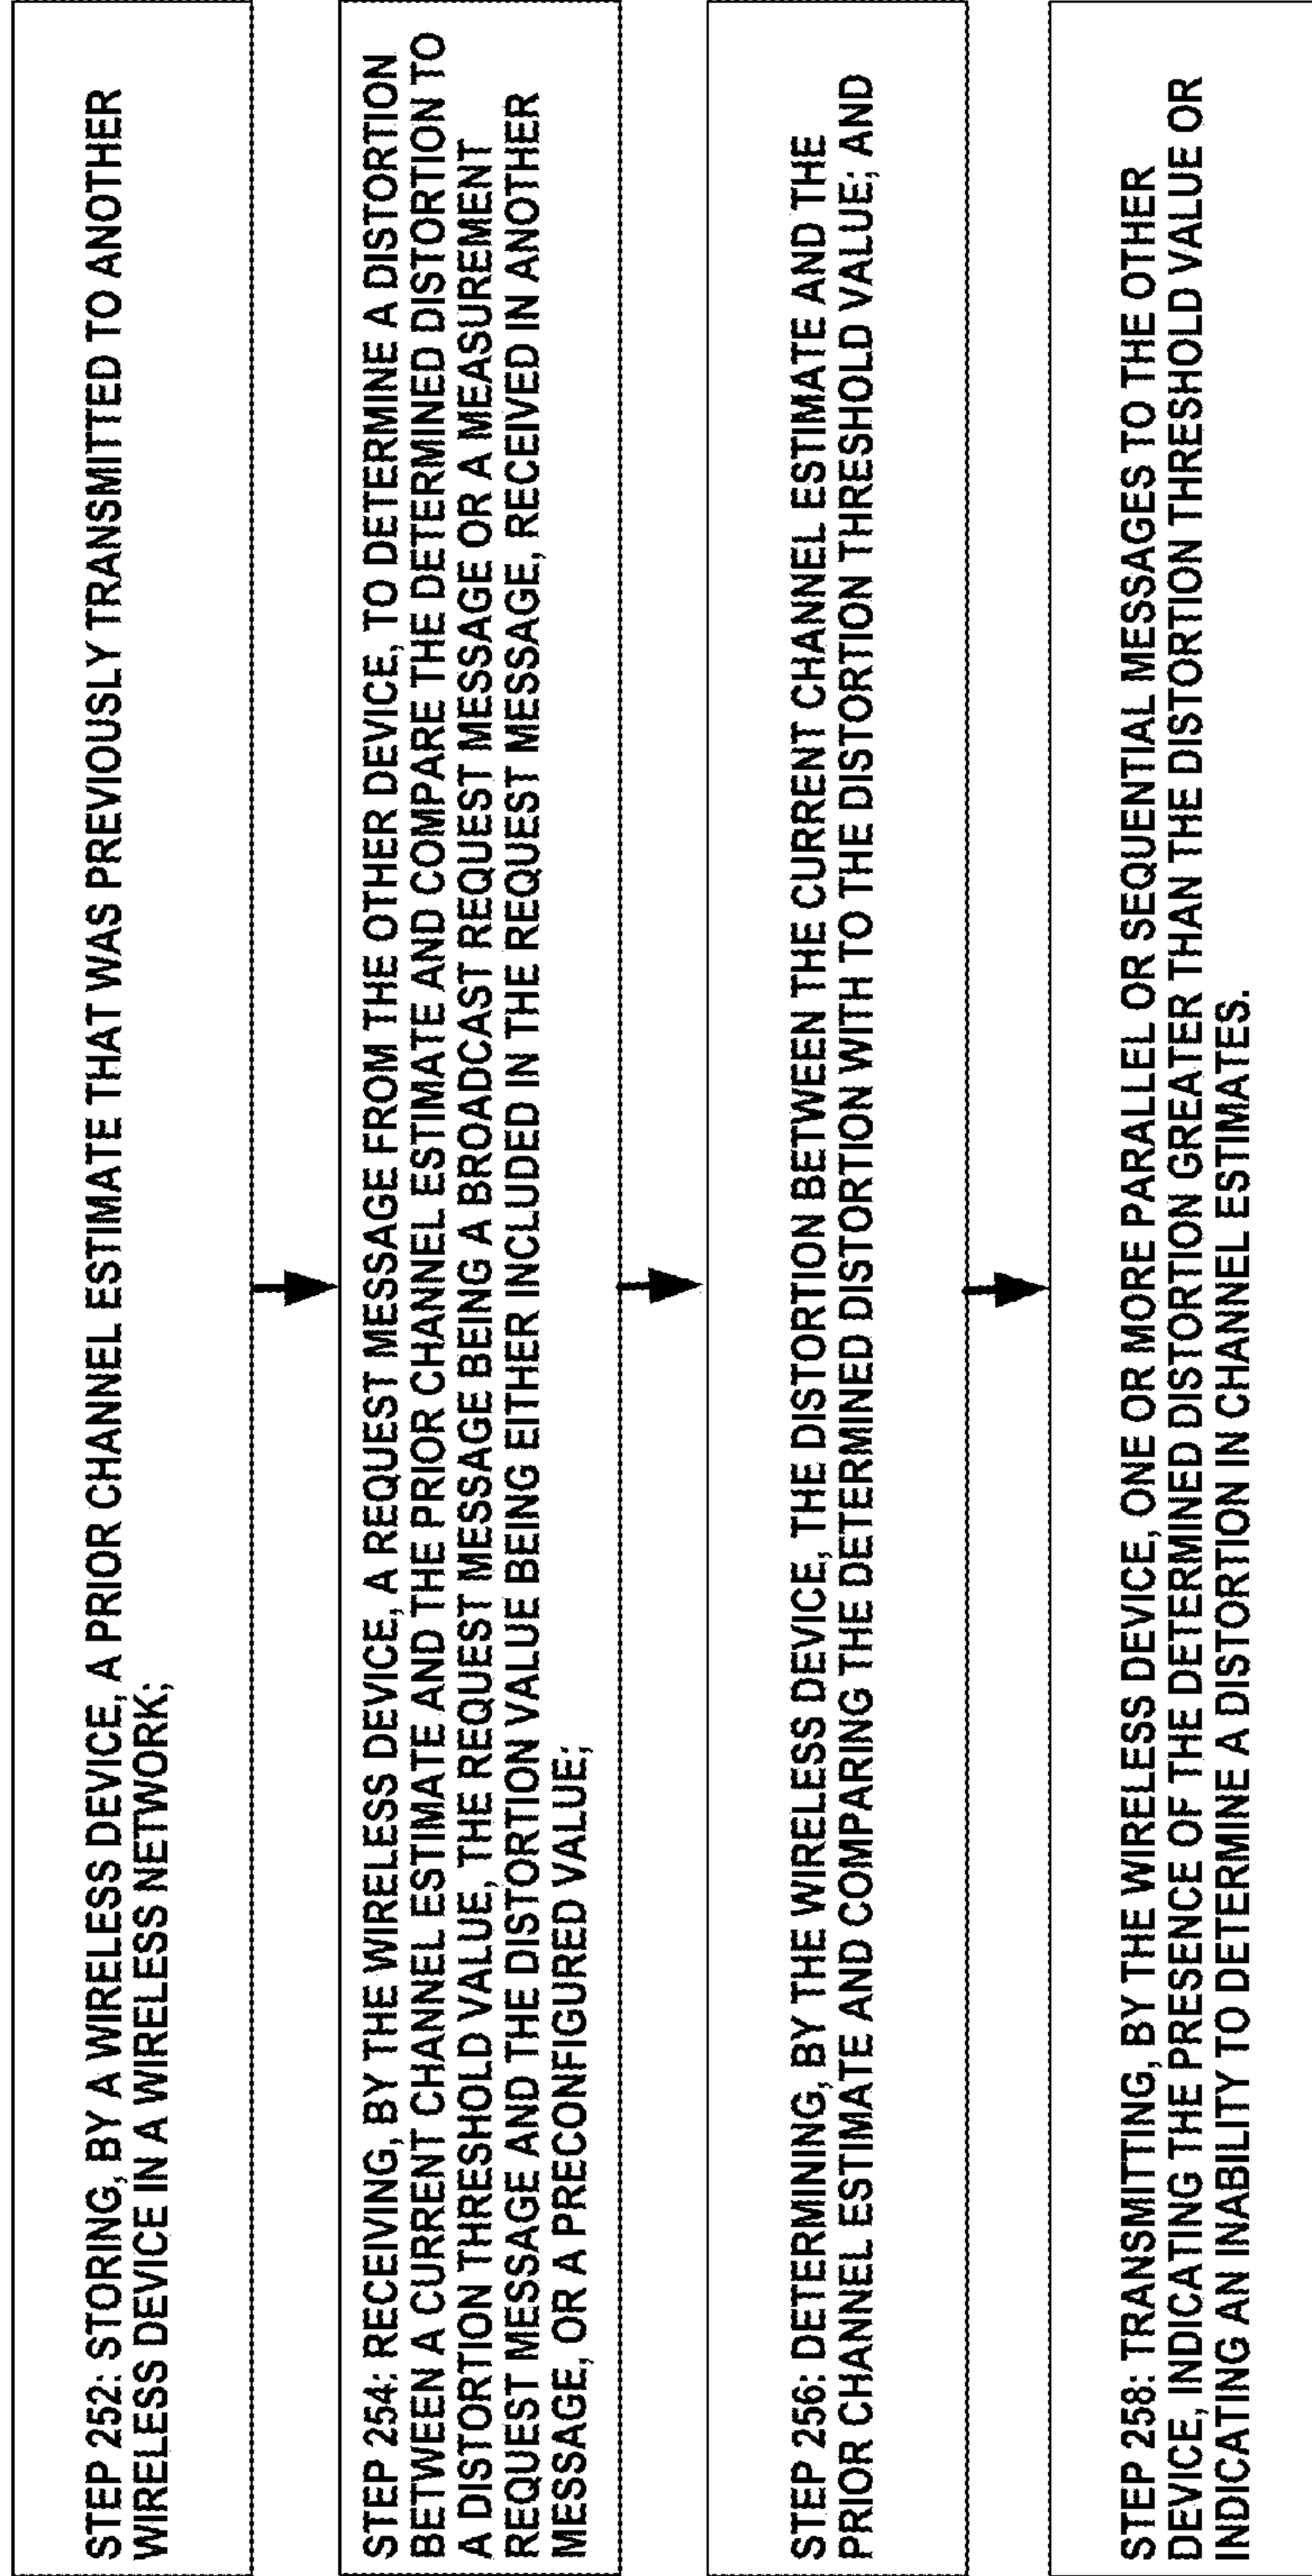 STEP 252: STORING, BY A WIRELESS DEVICE, A PRIOR CHANNEL ESTIMATE THAT WAS PREVIOUSLY TRANSMITTED TO ANOTHER
WIRELESS DEVICE IN A WIRELESS NETWORK;
STEP 254: RECEIVING, BY THE WIRELESS DEVICE, A REQUEST MESSAGE FROM THE OTHER DEVICE, TO DETERMINE A DISTORTION
BETWEEN A CURRENT CHANNEL ESTIMATE AND THE PRIOR CHANNEL ESTIMATE AND COMPARE THE DETERMINED DISTORTION TO
A DISTORTION THRESHOLD VALUE, THE REQUEST MESSAGE BEING A BROADCAST REQUEST MESSAGE OR A MEASUREMENT
REQUEST MESSAGE AND THE DISTORTION VALUE BEING EITHER INCLUDED IN THE REQUEST MESSAGE, RECEIVED IN ANOTHER
MESSAGE, OR A PRECONFIGURED VALUE;
STEP 256: DETERMINING, BY THE WIRELESS DEVICE, THE DISTORTION BETWEEN THE CURRENT CHANNEL ESTIMATE AND THE
PRIOR CHANNEL ESTIMATE AND COMPARING THE DETERMINED DISTORTION WITH TO THE DISTORTION THRESHOLD VALUE; AND
STEP 258: TRANSMITTING, BY THE WIRELESS DEVICE, ONE OR MORE PARALLEL OR SEQUENTIAL MESSAGES TO THE OTHER
DEVICE, INDICATING THE PRESENCE OF THE DETERMINED DISTORTION GREATER THAN THE DISTORTION THRESHOLD VALUE OR
INDICATING AN INABILITY TO DETERMINE A DISTORTION IN CHANNEL ESTIMATES.